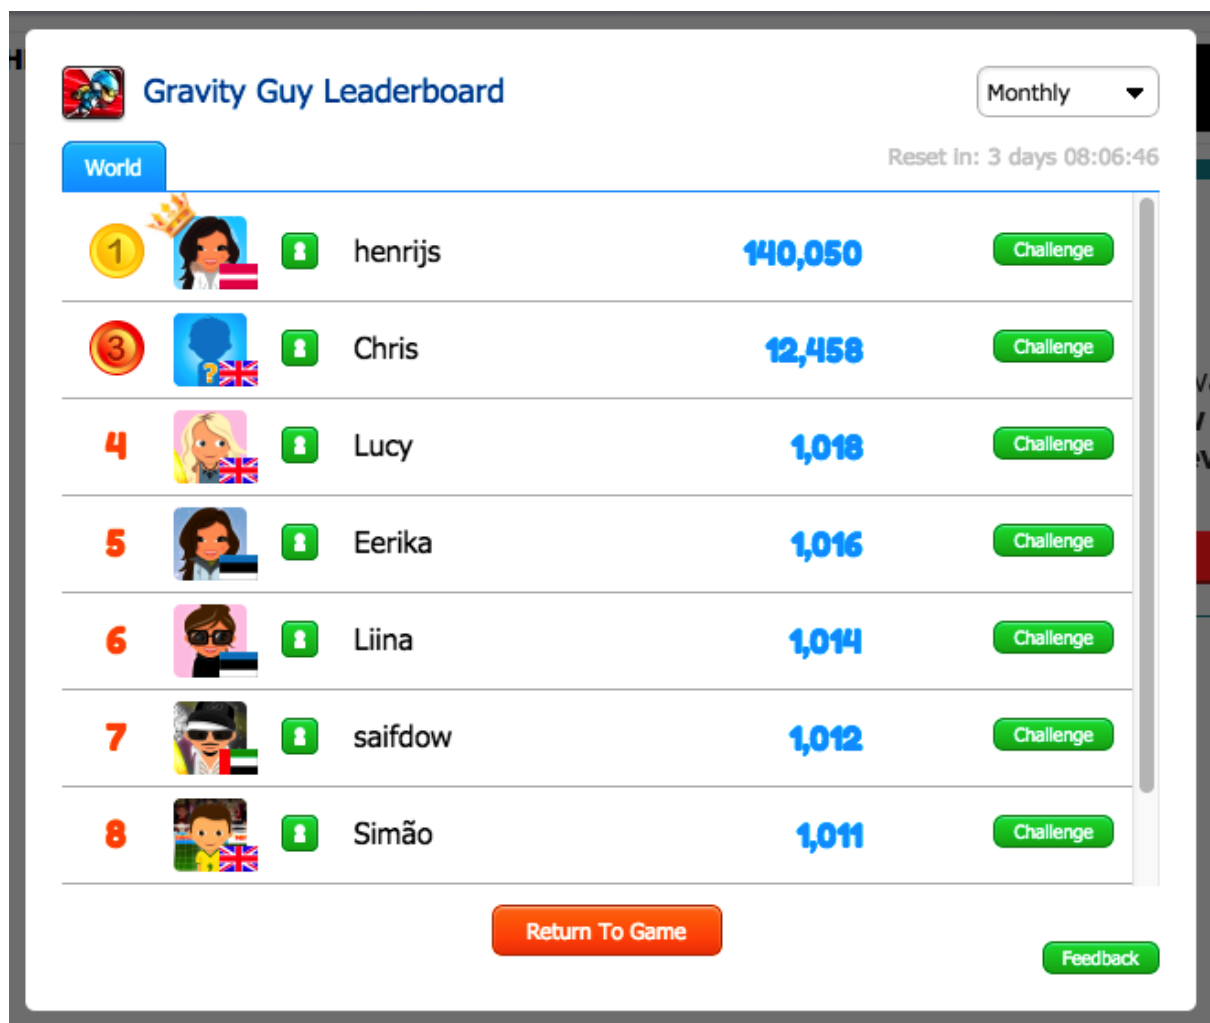 Gravity Guy Leaderboard
Monthly
World
Reset in: 3 days 08:06:46
1 henrijs 140,050 Challenge
3 Chris 12,458 Challenge
4 Lucy 1,018 Challenge
5 Eerika 1,016 Challenge
6 Liina 1,014 Challenge
7 saifdow 1,012 Challenge
8 Simão 1,011 Challenge
Return To Game
Feedback